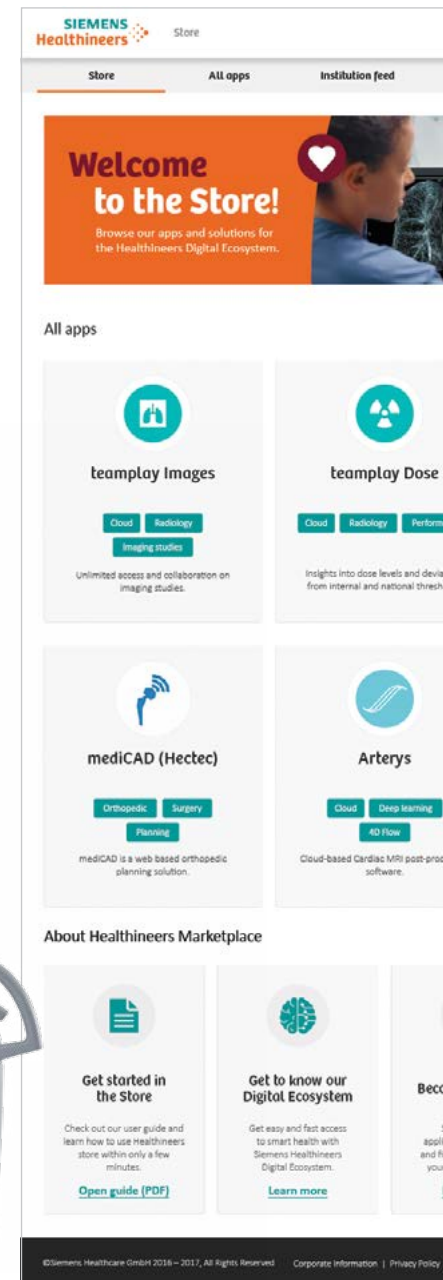 SIEMENS
Healthineers
Store
Store
All apps
Institution feed
Welcome
to the Store!
Browse our apps and solutions for
the Healthineers Digital Ecosystem.
All apps
teamplay Images
Cloud
Radiology
Imaging studies
Unlimited access and collaboration on
imaging studies.
teamplay Dose
Cloud
Radiology
Perform
Insights into dose levels and devia
from internal and national thresh
mediCAD (Hectec)
Orthopedic
Surgery
Planning
mediCAD is a web based orthopedic
planning solution.
Arterys
Cloud
Deep learning
4D Flow
Cloud-based Cardiac MRI post-proc
software.
About Healthineers Marketplace
Get started in
the Store
Check out our user guide and
learn how to use Healthineers
store within only a few
minutes.
Open guide (PDF)
Get to know our
Digital Ecosystem
Get easy and fast access
to smart health with
Siemens Healthineers
Digital Ecosystem.
Learn more
Beco
S
appli
and fi
your
©Siemens Healthcare GmbH 2016 – 2017, All Rights Reserved
Corporate Information | Privacy Policy